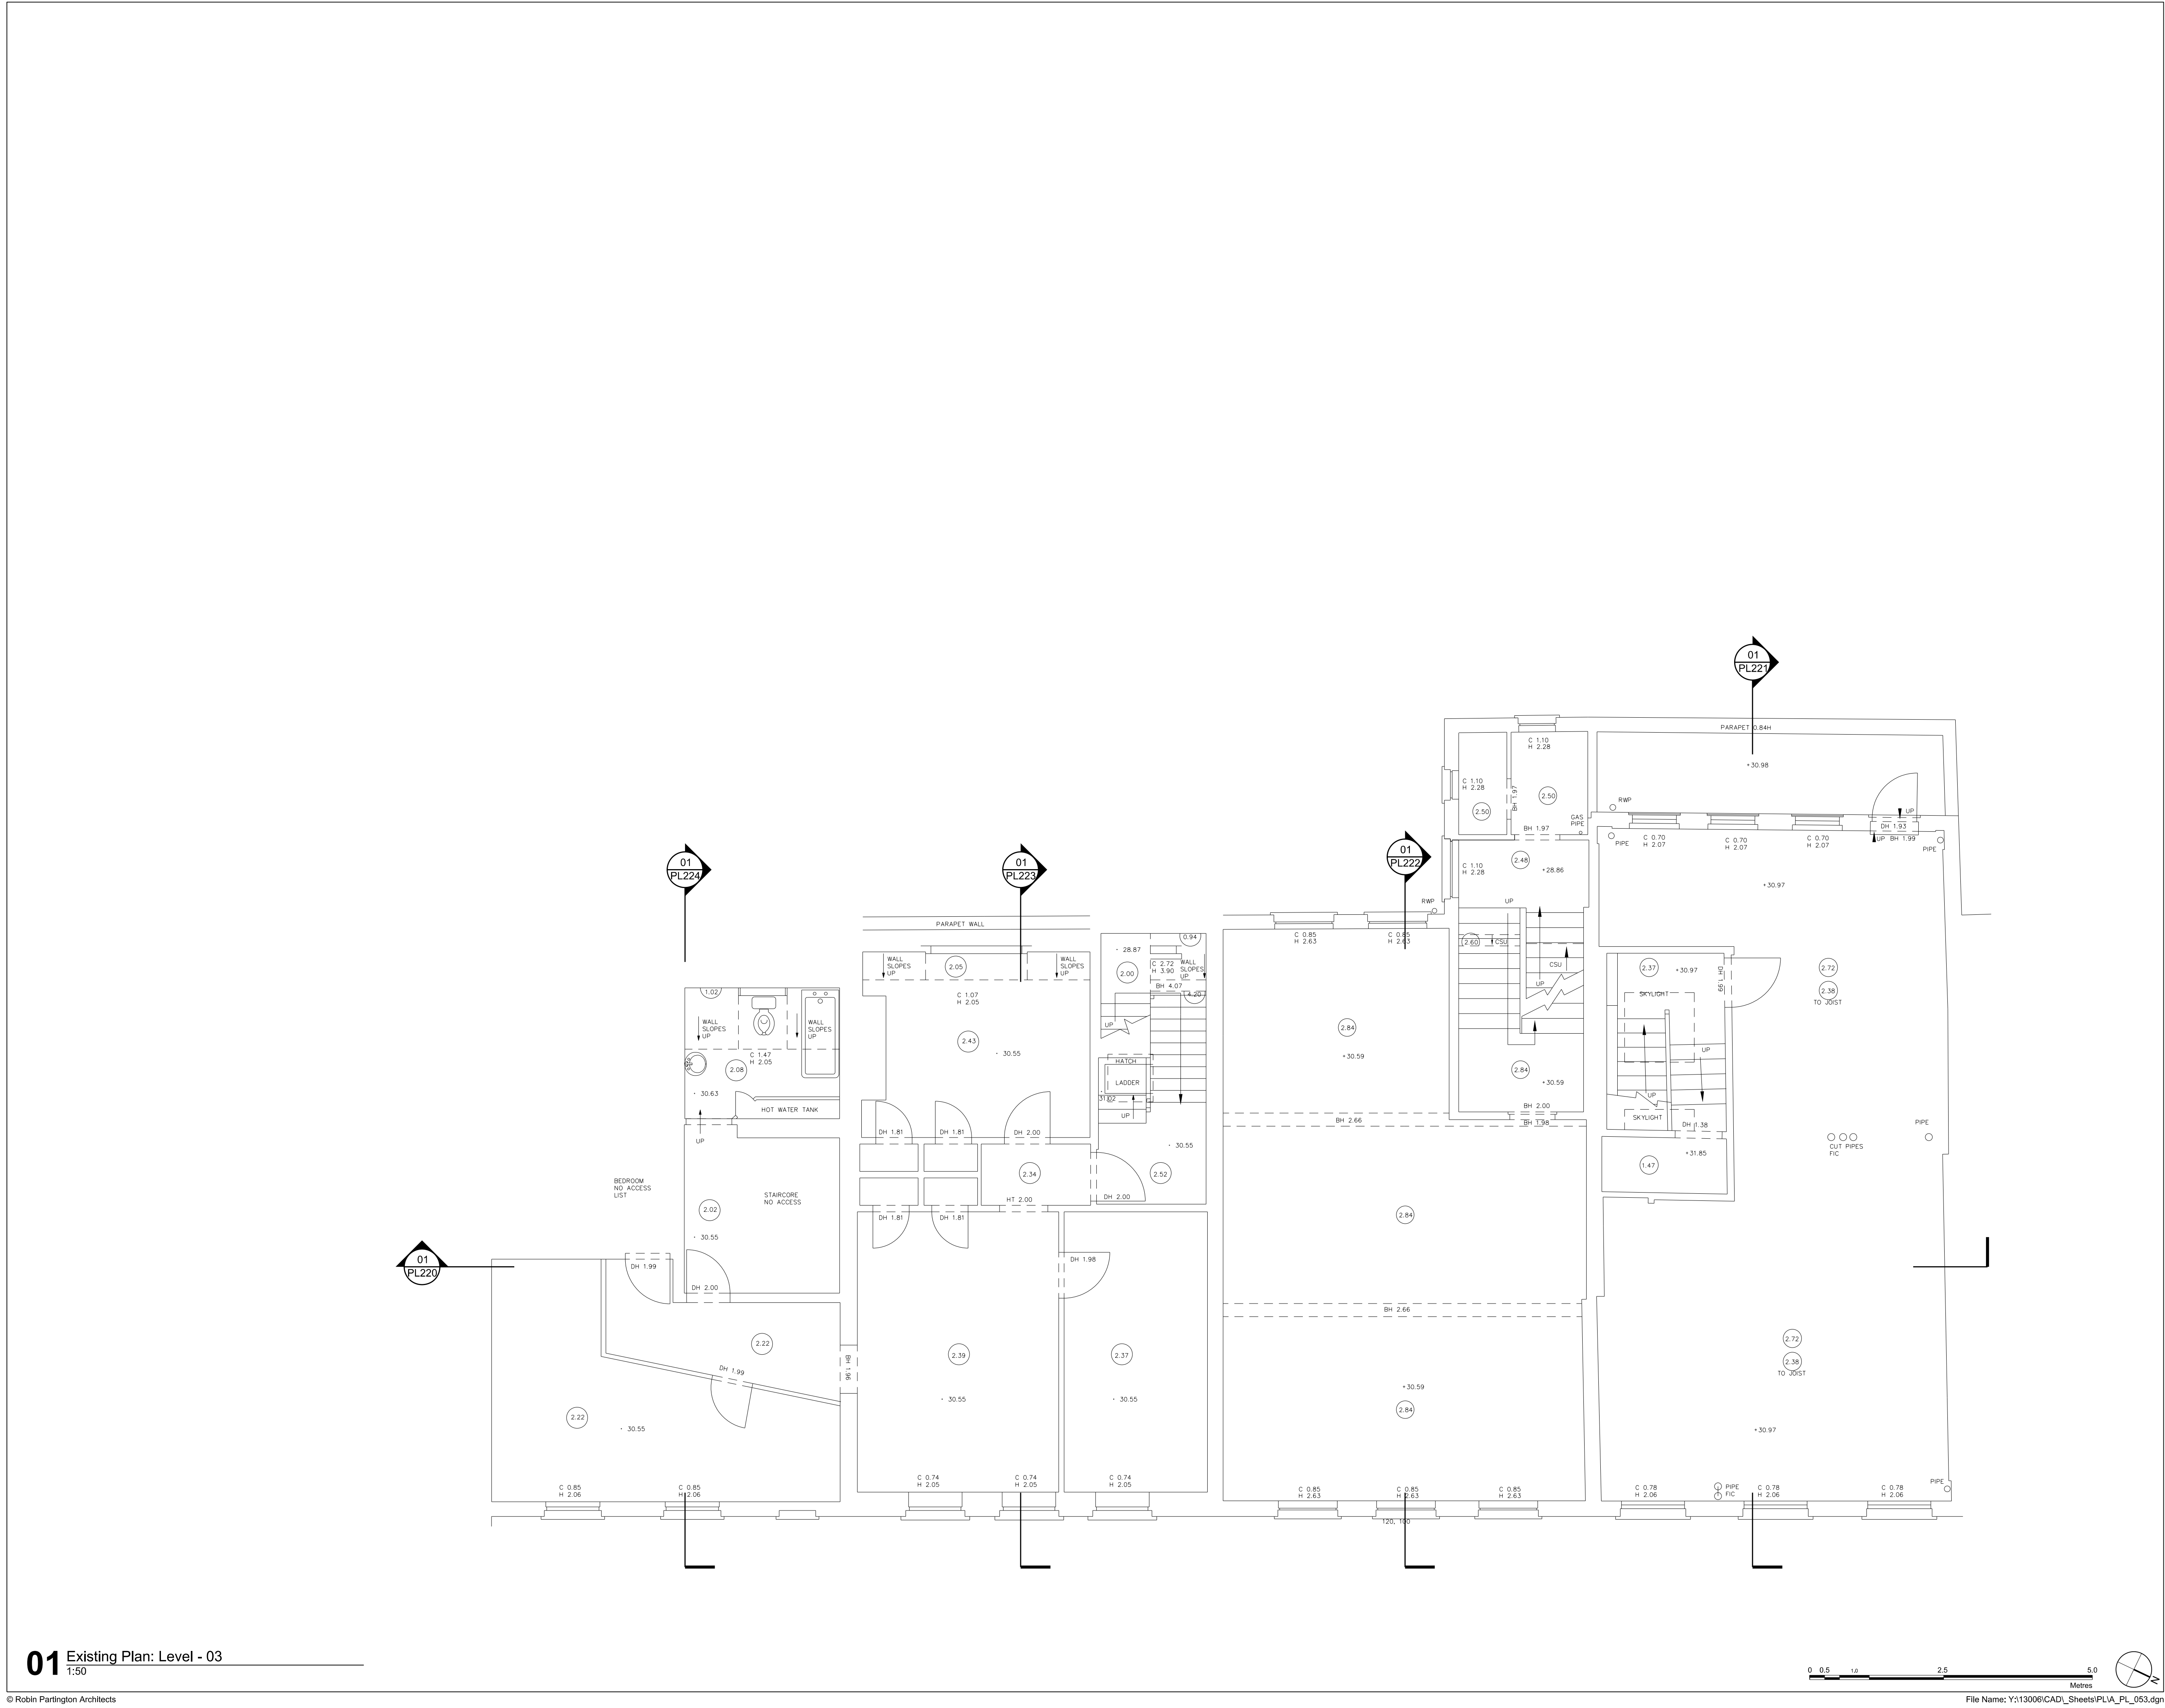 01
PL221
PARAPET 0.84H
C 1.10
H 2.28
+30.98
C 1.10
H 2.28
BH 1.97
2.50
2.50
RWP
UP
GAS
PIPE
DH 1.93
BH 1.97
PIPE
C 0.70
H 2.07
C 0.70
H 2.07
C 0.70
H 2.07
UP BH 1.99
PIPE
01
PL224
01
PL223
01
PL222
2.48
C 1.10
H 2.28
+28.86
+30.97
RWP
UP
PARAPET WALL
C 0.85
H 2.63
C 0.85
H 2.63
2.60
CSU
CSU
UP
0.94
28.87
2.00
C 2.72
H 3.90
WALL
SLOPES
UP
BH 4.07
4.20
UP
WALL
SLOPES
UP
2.05
WALL
SLOPES
UP
C 1.07
H 2.05
2.43
30.55
2.37
+30.97
DH 1.99
SKYLIGHT
2.72
2.38
TO JOIST
1.02
WALL
SLOPES
UP
WALL
SLOPES
UP
C 1.47
H 2.05
2.08
30.63
HOT WATER TANK
UP
HATCH
LADDER
31.02
UP
2.84
+30.59
2.84
+30.59
BH 2.00
BH 1.98
BH 2.66
UP
UP
SKYLIGHT
DH 1.38
+31.85
1.47
PIPE
CUT PIPES
FIC
DH 1.81
DH 1.81
DH 2.00
30.55
2.34
2.52
HT 2.00
DH 2.00
DH 1.81
DH 1.81
BEDROOM
NO ACCESS
LIST
STAIRCORE
NO ACCESS
2.02
30.55
2.84
01
PL220
DH 1.99
DH 2.00
DH 1.98
BH 2.66
2.22
DH 1.99
BH 1.96
2.39
2.37
2.72
2.38
TO JOIST
2.22
30.55
30.55
30.55
+30.59
2.84
+30.97
C 0.85
H 2.06
C 0.85
H 2.06
C 0.74
H 2.05
C 0.74
H 2.05
C 0.74
H 2.05
C 0.85
H 2.63
C 0.85
H 2.63
C 0.85
H 2.63
120, 100
C 0.78
H 2.06
PIPE
FIC
C 0.78
H 2.06
C 0.78
H 2.06
PIPE
01 Existing Plan: Level - 03
1:50
0 0.5 1,0 2.5 5.0
Metres
N
© Robin Partington Architects
File Name: Y:\13006\CAD\_Sheets\PL\A_PL_053.dgn